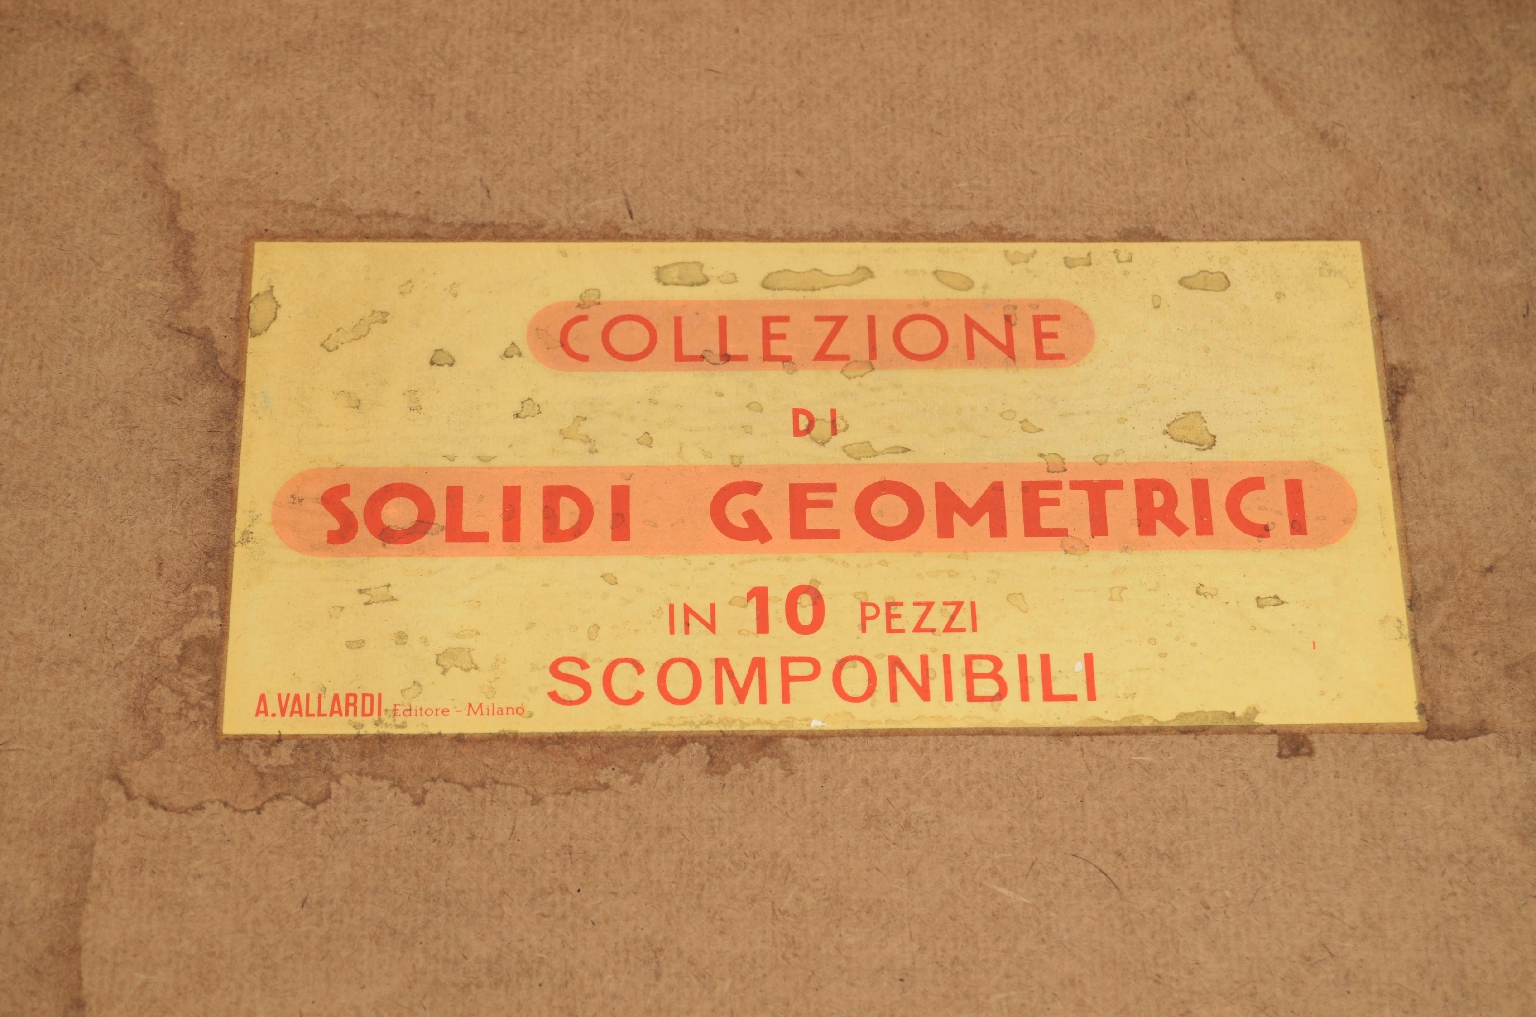 COLLEZIONE
DI
SOLIDI GEOMETRICI
IN 10 PEZZI
SCOMPONIBILI
A. VALLARDI Editore - Milano